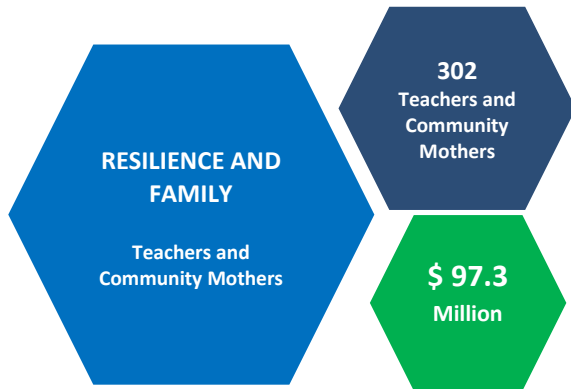 RESILIENCE AND
FAMILY
Teachers and
Community Mothers
302
Teachers and
Community
Mothers
$ 97.3
Million